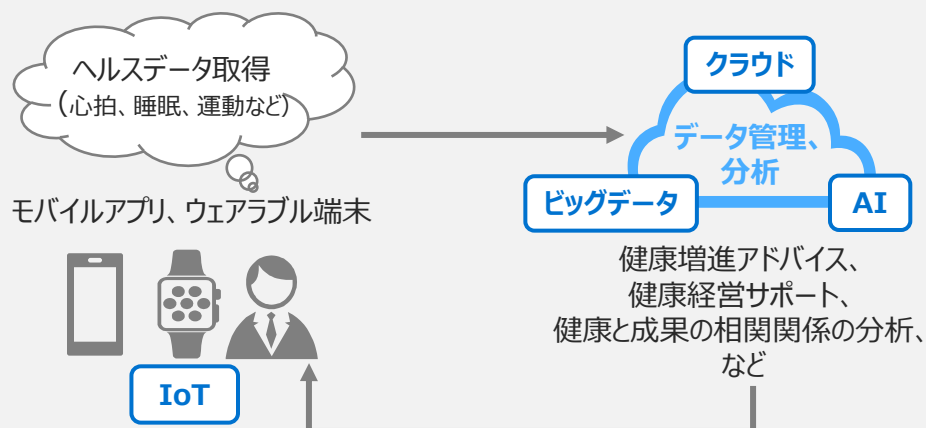 ヘルスデータ取得
（心拍、睡眠、運動など）
モバイルアプリ、ウェアラブル端末
IoT
クラウド
データ管理、
分析
ビッグデータ
AI
健康増進アドバイス、
健康経営サポート、
健康と成果の相関関係の分析、
など